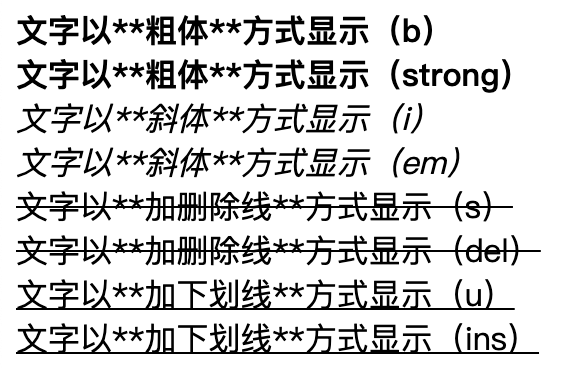 文字以**粗体**方式显示（b）
文字以**粗体**方式显示（strong）
文字以**斜体**方式显示（i）
文字以**斜体**方式显示（em）
文字以**加删除线**方式显示（s）
文字以**加删除线**方式显示（del）
文字以**加下划线**方式显示（u）
文字以**加下划线**方式显示（ins）